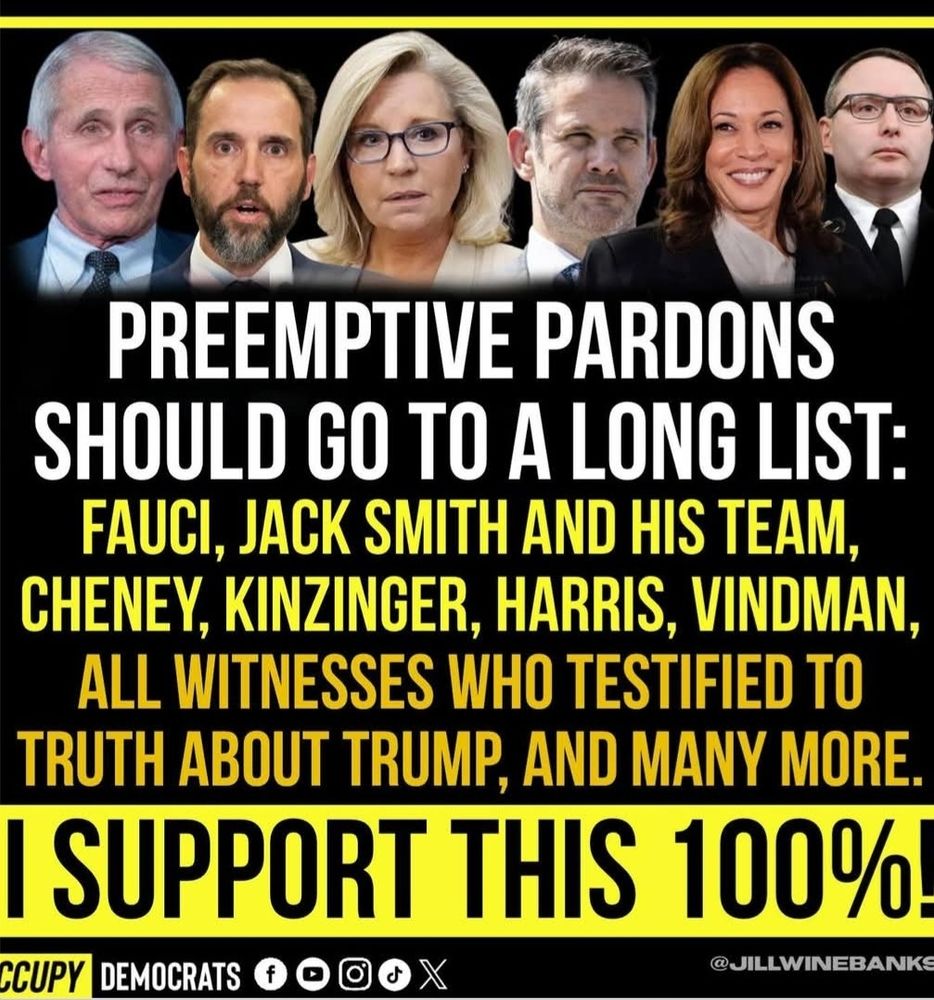 PREEMPTIVE PARDONS
SHOULD GO TO A LONG LIST:
FAUCI, JACK SMITH AND HIS TEAM,
CHENEY, KINZINGER, HARRIS, VINDMAN,
ALL WITNESSES WHO TESTIFIED TO
TRUTH ABOUT TRUMP, AND MANY MORE.
I SUPPORT THIS 100%!
CCUPY DEMOCRATS
@JILLWINEBANKS